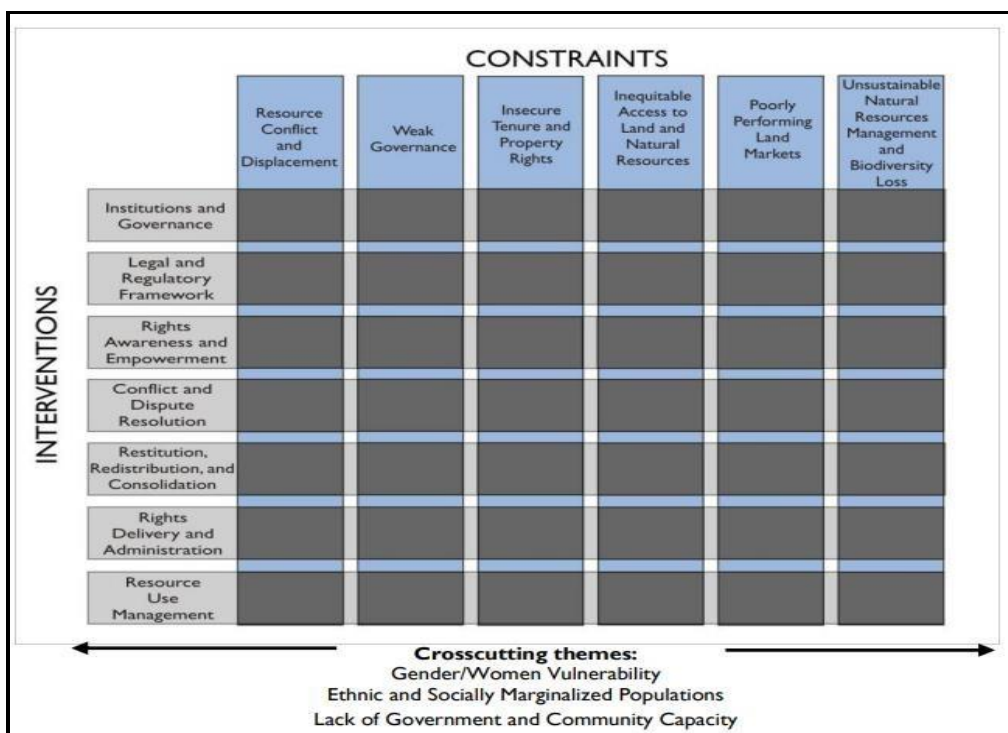 CONSTRAINTS
Resource
Conflict
and
Displacement
Weak
Governance
Insecure
Tenure and
Property
Rights
Inequitable
Access to
Land and
Natural
Resources
Poorly
Performing
Land
Markets
Unsustainable
Natural
Resources
Management
and
Biodiversity
Loss
INTERVENTIONS
Institutions and
Governance
Legal and
Regulatory
Framework
Rights
Awareness and
Empowerment
Conflict and
Dispute
Resolution
Restitution,
Redistribution, and
Consolidation
Rights
Delivery and
Administration
Resource
Use
Management
Crosscutting themes:
Gender/Women Vulnerability
Ethnic and Socially Marginalized Populations
Lack of Government and Community Capacity